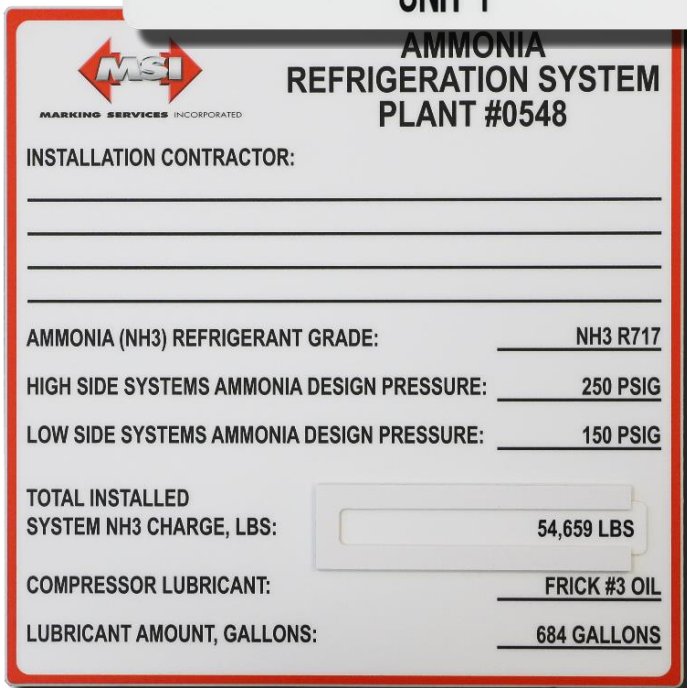 UNIT 1
AMMONIA
REFRIGERATION SYSTEM
PLANT #0548
MSI
MARKING SERVICES INCORPORATED
INSTALLATION CONTRACTOR:
AMMONIA (NH3) REFRIGERANT GRADE: NH3 R717
HIGH SIDE SYSTEMS AMMONIA DESIGN PRESSURE: 250 PSIG
LOW SIDE SYSTEMS AMMONIA DESIGN PRESSURE: 150 PSIG
TOTAL INSTALLED
SYSTEM NH3 CHARGE, LBS: 54,659 LBS
COMPRESSOR LUBRICANT: FRICK #3 OIL
LUBRICANT AMOUNT, GALLONS: 684 GALLONS